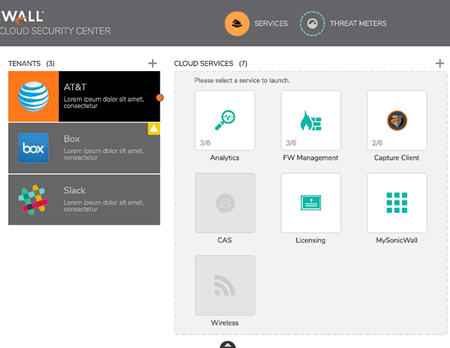 WALL™
CLOUD SECURITY CENTER
SERVICES
THREAT METERS
TENANTS (3)
CLOUD SERVICES (7)
Please select a service to launch.
AT&T
Lorem ipsum dolor sit amet,
consectetur
box
Box
Lorem ipsum dolor sit amet,
consectetur
Slack
Lorem ipsum dolor sit amet,
consectetur
3/6
Analytics
3/6
FW Management
2/6
Capture Client
CAS
Licensing
MySonicWall
Wireless